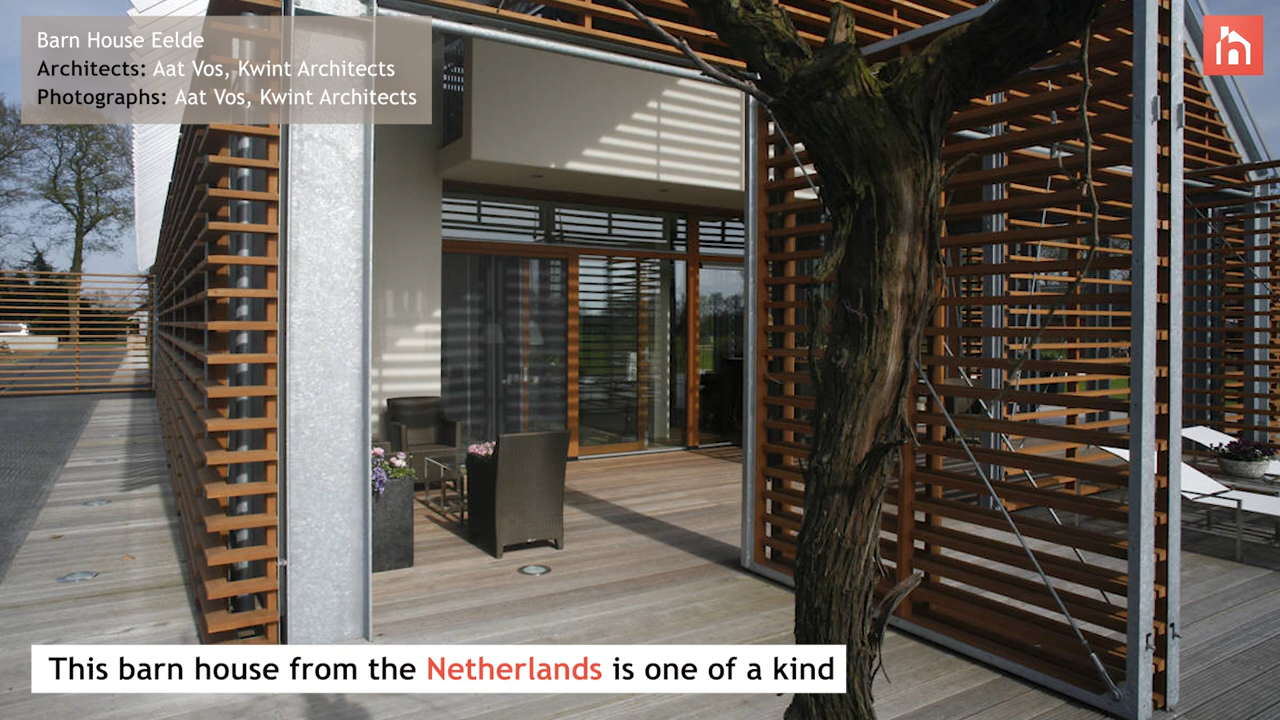 Barn House Eelde
Architects: Aat Vos, Kwint Architects
Photographs: Aat Vos, Kwint Architects
This barn house from the Netherlands is one of a kind